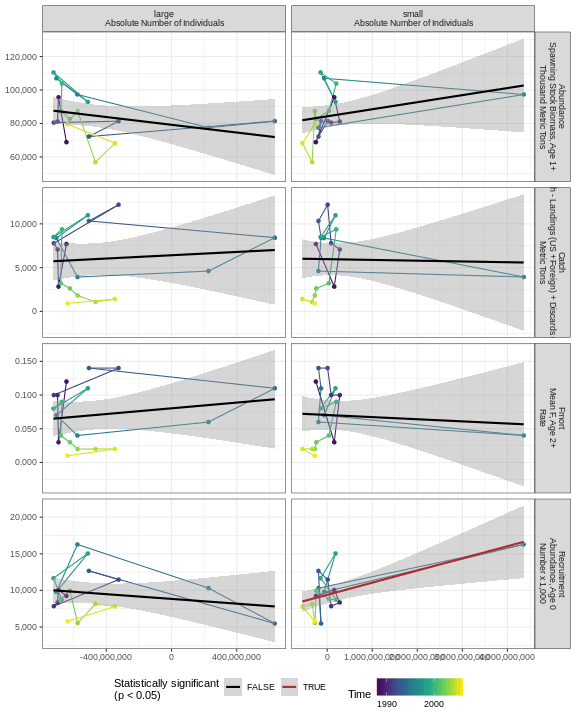 large
Absolute Number of Individuals
small
Absolute Number of Individuals
120,000
100,000
80,000
60,000
Abundance
Spawning Stock Biomass, Age 1+
Thousand Metric Tons
10,000
5,000
0
Catch
h - Landings (US +Foreign) + Discards
Metric Tons
0.150
0.100
0.050
0.000
Fmort
Mean F, Age 2+
Rate
20,000
15,000
10,000
5,000
Recruitment
Abundance, Age 0
Number x 1,000
-400,000,000 0 400,000,000
0 1,000,000,000 2,000,000,000 3,000,000,000 4,000,000,000
Statistically significant
(p < 0.05)
FALSE
TRUE
Time
1990 2000